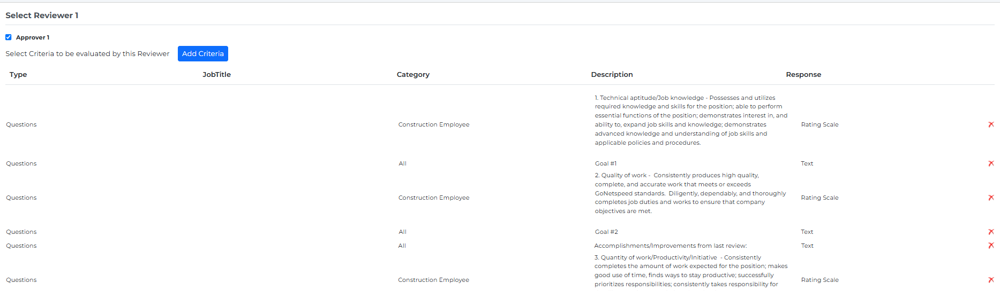 Select Reviewer 1
Approver 1
Select Criteria to be evaluated by this Reviewer Add Criteria
Type JobTitle Category Description Response
1. Technical aptitude/Job knowledge - Possesses and utilizes
required knowledge and skills for the position; able to perform
essential functions of the position; demonstrates interest in, and
Questions Construction Employee ability to, expand job skills and knowledge; demonstrates Rating Scale
advanced knowledge and understanding of job skills and
applicable policies and procedures.
Questions All Goal #1 Text
2. Quality of work - Consistently produces high quality,
complete, and accurate work that meets or exceeds
GoNetspeed standards. Diligently, dependably, and thoroughly
Questions Construction Employee Rating Scale
completes job duties and works to ensure that company
objectives are met.
Questions All Goal #2 Text
Questions All Accomplishments/Improvements from last review: Text
3. Quantity of work/Productivity/Initiative - Consistently
completes the amount of work expected for the position; makes
good use of time, finds ways to stay productive; successfully
Questions Construction Employee Rating Scale
prioritizes responsibilities; consistently takes responsibility for